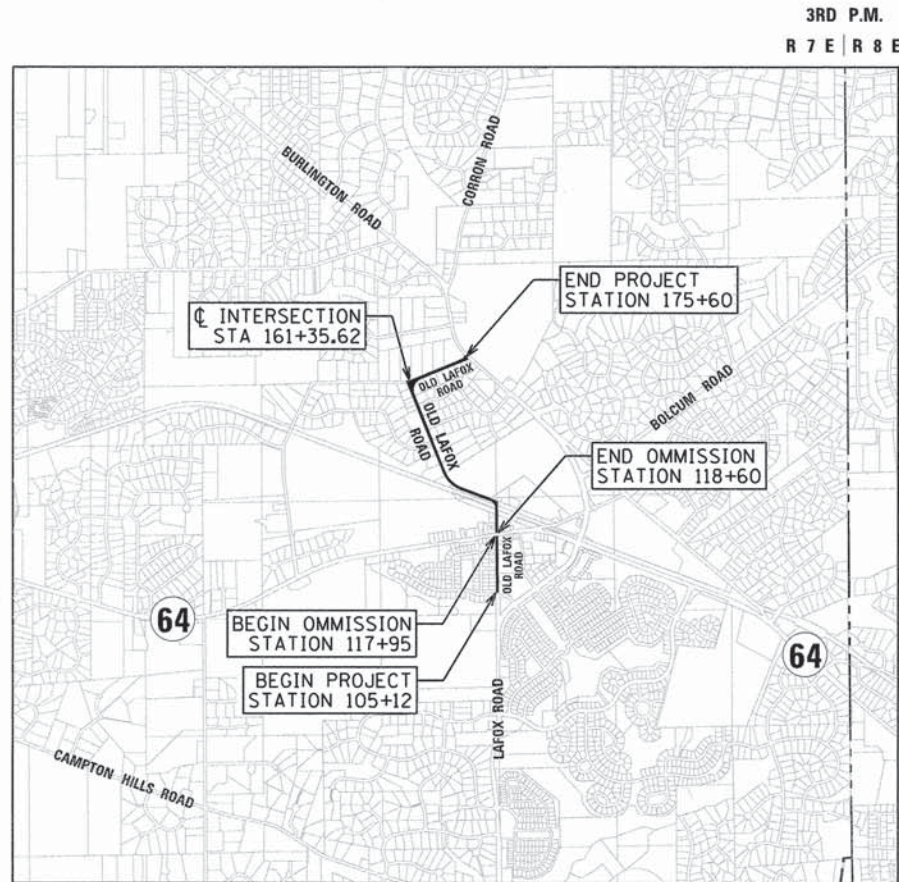 3RD P.M.
R 7 E R 8 E
BURLINGTON ROAD
CORRON ROAD
END PROJECT
STATION 175+60
℄ INTERSECTION
STA 161+35.62
OLD LAFOX
ROAD
OLD LAFOX
ROAD
BOLCUM ROAD
END OMMISSION
STATION 118+60
OLD LAFOX
ROAD
64
BEGIN OMMISSION
STATION 117+95
64
BEGIN PROJECT
STATION 105+12
LAFOX ROAD
CAMPTON HILLS ROAD